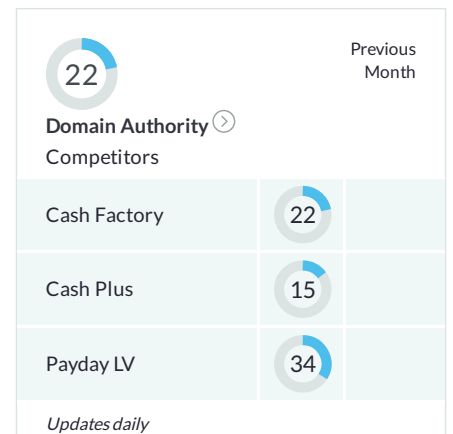 22
Previous
Month
Domain Authority
Competitors
Cash Factory 22
Cash Plus 15
Payday LV 34
Updates daily